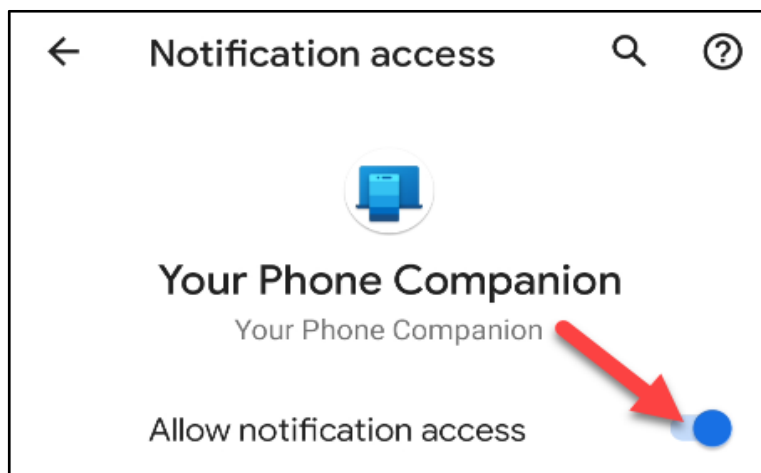 Notification access
Your Phone Companion
Your Phone Companion
Allow notification access